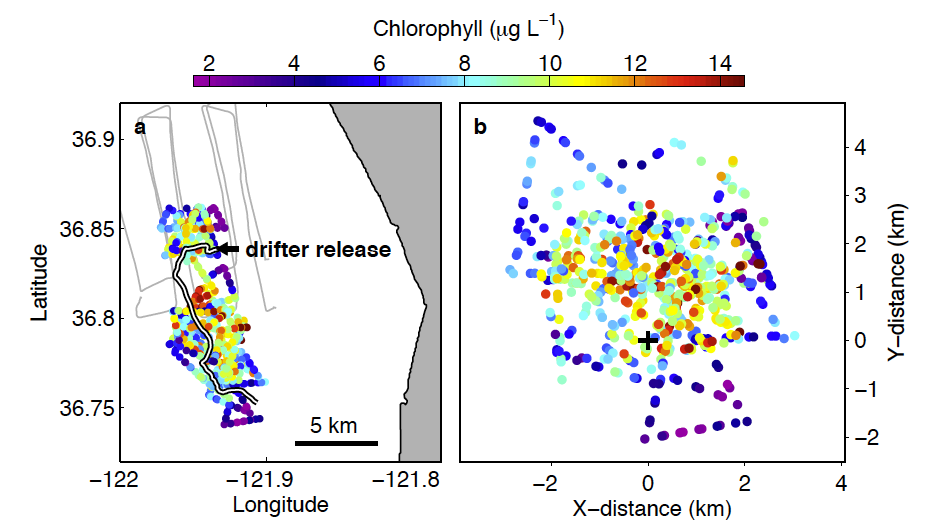 Chlorophyll (μg L⁻¹)
2 4 6 8 10 12 14
a
36.9
36.85
36.8
36.75
drifter release
5 km
−122 −121.9 −121.8
Longitude
Latitude
b
4
3
2
1
0
−1
−2
−2 0 2 4
X−distance (km)
Y−distance (km)